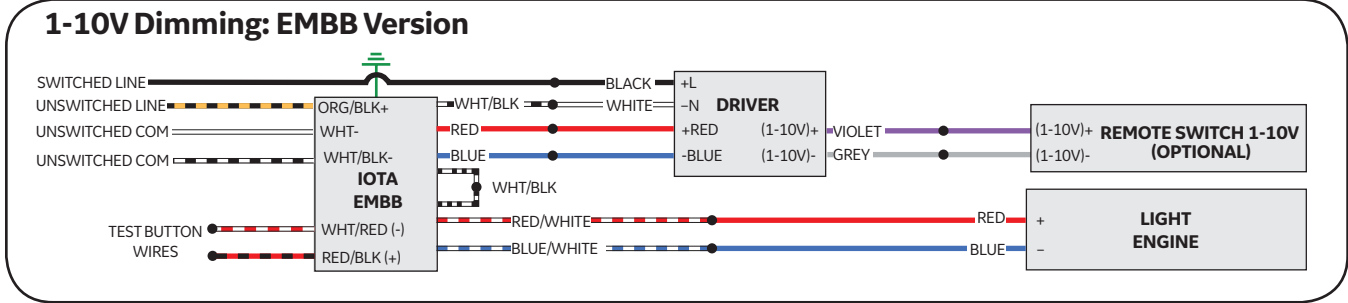 1-10V Dimming: EMBB Version
SWITCHED LINE
BLACK
+L
UNSWITCHED LINE
ORG/BLK+
WHT/BLK
WHITE
–N
DRIVER
UNSWITCHED COM
WHT-
RED
+RED
(1-10V)+
VIOLET
(1-10V)+
REMOTE SWITCH 1-10V
(OPTIONAL)
UNSWITCHED COM
WHT/BLK-
BLUE
-BLUE
(1-10V)-
GREY
(1-10V)-
IOTA
EMBB
WHT/BLK
TEST BUTTON
WIRES
WHT/RED (-)
RED/WHITE
RED
+
LIGHT
ENGINE
RED/BLK (+)
BLUE/WHITE
BLUE
–